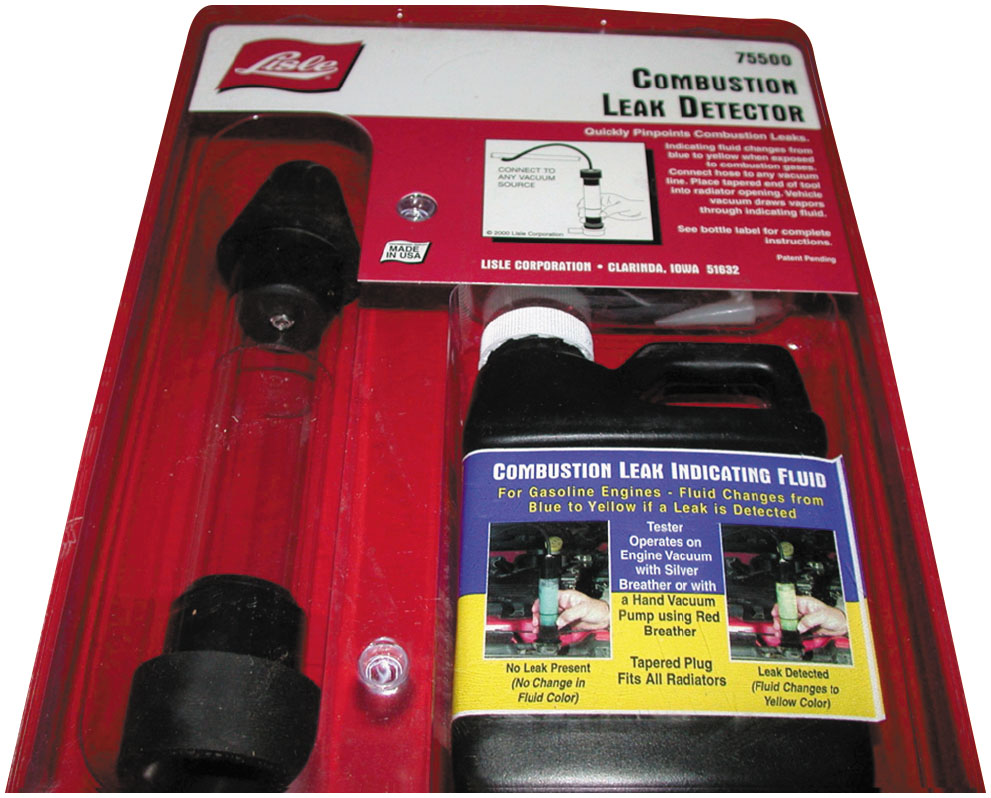 Lisle
75500
COMBUSTION
LEAK DETECTOR
Quickly Pinpoints Combustion Leaks.
Indicating fluid changes from
blue to yellow when exposed
to combustion gases.
Connect hose to any vacuum
line. Place tapered end of tool
into radiator opening. Vehicle
vacuum draws vapors
through indicating fluid.
See bottle label for complete
instructions.
Patent Pending
CONNECT TO
ANY VACUUM
SOURCE
© 2000 Lisle Corporation
MADE
IN USA
LISLE CORPORATION • CLARINDA, IOWA 51632
COMBUSTION LEAK INDICATING FLUID
For Gasoline Engines - Fluid Changes from
Blue to Yellow if a Leak is Detected
Tester
Operates on
Engine Vacuum
with Silver
Breather or with
a Hand Vacuum
Pump using Red
Breather
Tapered Plug
Fits All Radiators
No Leak Present
(No Change in
Fluid Color)
Leak Detected
(Fluid Changes to
Yellow Color)